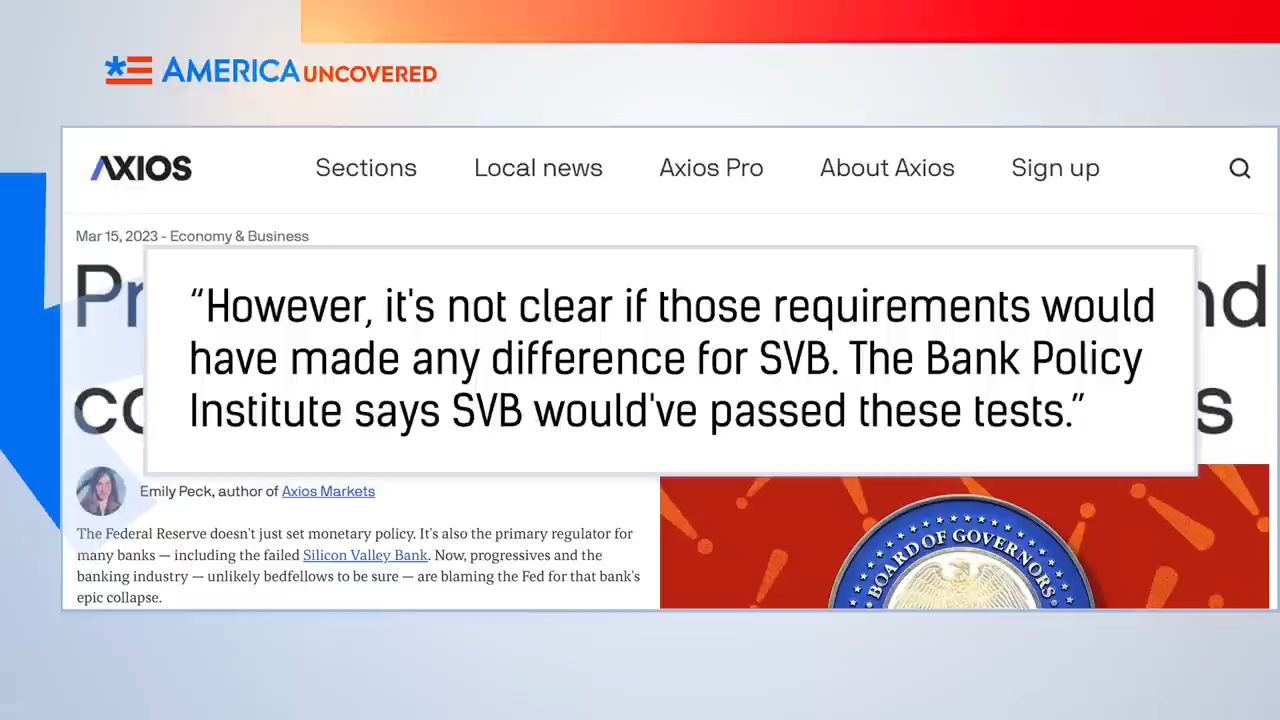 AMERICA UNCOVERED
AXIOS
Sections
Local news
Axios Pro
About Axios
Sign up
Mar 15, 2023 - Economy & Business
“However, it's not clear if those requirements would
have made any difference for SVB. The Bank Policy
Institute says SVB would've passed these tests.”
Emily Peck, author of Axios Markets
The Federal Reserve doesn't just set monetary policy. It's also the primary regulator for
many banks — including the failed Silicon Valley Bank. Now, progressives and the
banking industry — unlikely bedfellows to be sure — are blaming the Fed for that bank's
epic collapse.
BOARD OF GOVERNORS